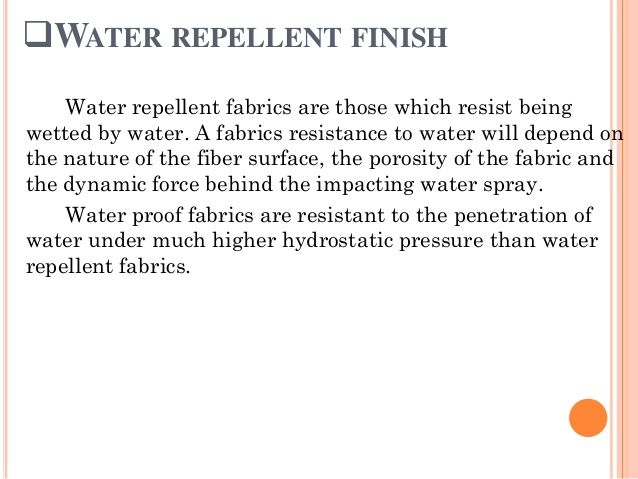 ❑WATER REPELLENT FINISH
Water repellent fabrics are those which resist being
wetted by water. A fabrics resistance to water will depend on
the nature of the fiber surface, the porosity of the fabric and
the dynamic force behind the impacting water spray.
Water proof fabrics are resistant to the penetration of
water under much higher hydrostatic pressure than water
repellent fabrics.